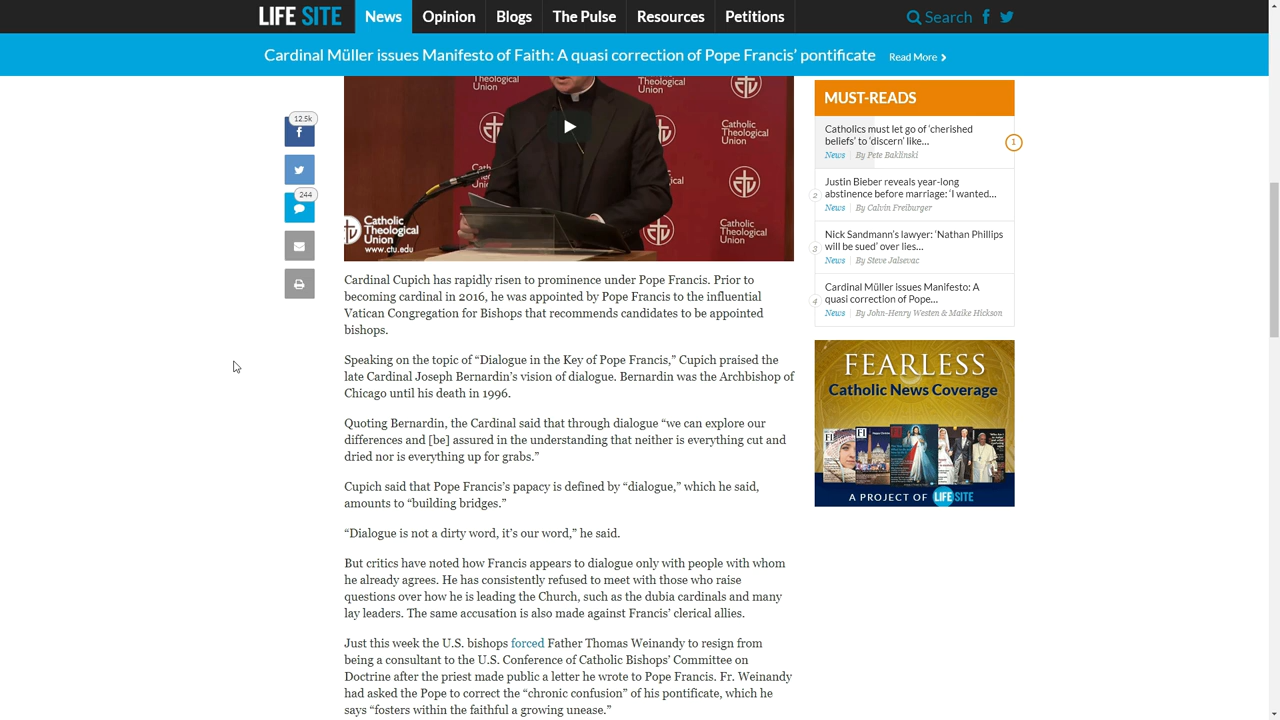 LIFE SITE
News
Opinion
Blogs
The Pulse
Resources
Petitions
Search
Cardinal Müller issues Manifesto of Faith: A quasi correction of Pope Francis’ pontificate Read More
12.5k
244
Theological
Union
Theological
Union
Catholic
Theological
Union
Catholic
Theological
Union
www.ctu.edu
Cardinal Cupich has rapidly risen to prominence under Pope Francis. Prior to
becoming cardinal in 2016, he was appointed by Pope Francis to the influential
Vatican Congregation for Bishops that recommends candidates to be appointed
bishops.
Speaking on the topic of “Dialogue in the Key of Pope Francis,” Cupich praised the
late Cardinal Joseph Bernardin’s vision of dialogue. Bernardin was the Archbishop of
Chicago until his death in 1996.
Quoting Bernardin, the Cardinal said that through dialogue “we can explore our
differences and [be] assured in the understanding that neither is everything cut and
dried nor is everything up for grabs.”
Cupich said that Pope Francis’s papacy is defined by “dialogue,” which he said,
amounts to “building bridges.”
“Dialogue is not a dirty word, it’s our word,” he said.
But critics have noted how Francis appears to dialogue only with people with whom
he already agrees. He has consistently refused to meet with those who raise
questions over how he is leading the Church, such as the dubia cardinals and many
lay leaders. The same accusation is also made against Francis’ clerical allies.
Just this week the U.S. bishops forced Father Thomas Weinandy to resign from
being a consultant to the U.S. Conference of Catholic Bishops’ Committee on
Doctrine after the priest made public a letter he wrote to Pope Francis. Fr. Weinandy
had asked the Pope to correct the “chronic confusion” of his pontificate, which he
says “fosters within the faithful a growing unease.”
MUST-READS
Catholics must let go of ‘cherished
beliefs’ to ‘discern’ like...
News | By Pete Baklinski
1
Justin Bieber reveals year-long
abstinence before marriage: ‘I wanted...
2
News | By Calvin Freiburger
Nick Sandmann’s lawyer: ‘Nathan Phillips
will be sued’ over lies...
3
News | By Steve Jalsevac
Cardinal Müller issues Manifesto: A
quasi correction of Pope...
4
News | By John-Henry Westen & Maike Hickson
FEARLESS
Catholic News Coverage
A PROJECT OF LIFE SITE